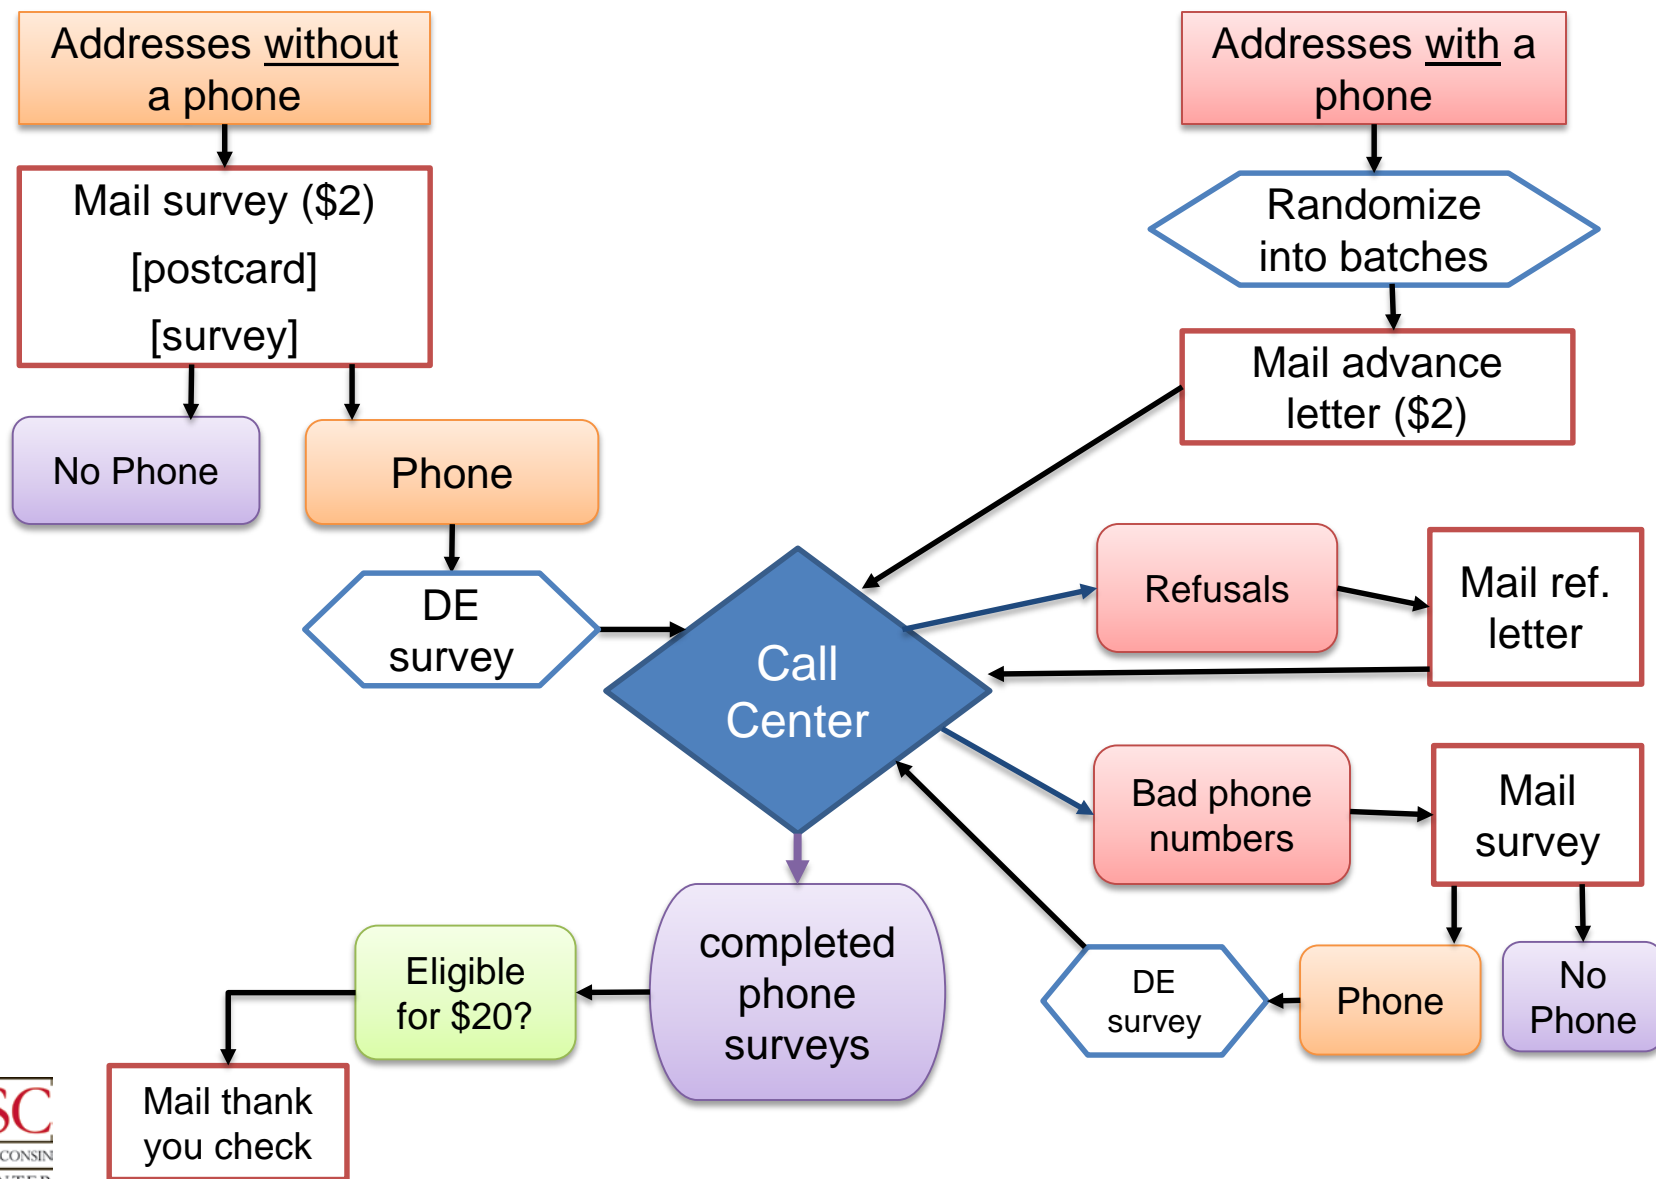 Addresses without
a phone
Mail survey ($2)
[postcard]
[survey]
No Phone
Phone
DE
survey
Addresses with a
phone
Randomize
into batches
Mail advance
letter ($2)
Call
Center
Refusals
Mail ref.
letter
Bad phone
numbers
Mail
survey
Phone
No
Phone
DE
survey
completed
phone
surveys
Eligible
for $20?
Mail thank
you check
SC
CONSIN